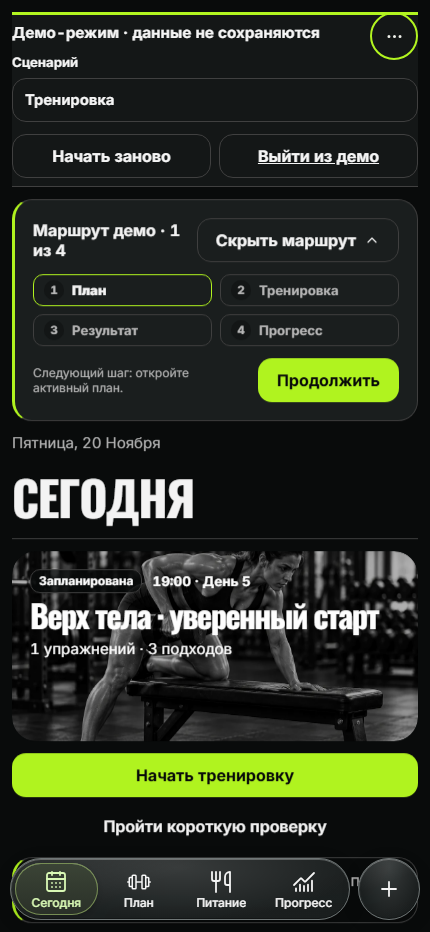 Демо-режим · данные не сохраняются
Сценарий
Тренировка
Начать заново
Выйти из демо
Маршрут демо · 1
из 4
Скрыть маршрут
1 План
2 Тренировка
3 Результат
4 Прогресс
Следующий шаг: откройте
активный план.
Продолжить
Пятница, 20 Ноября
СЕГОДНЯ
Запланирована 19:00 · День 5
Верх тела · уверенный старт
1 упражнений · 3 подходов
Начать тренировку
Пройти короткую проверку
Сегодня
План
Питание
Прогресс